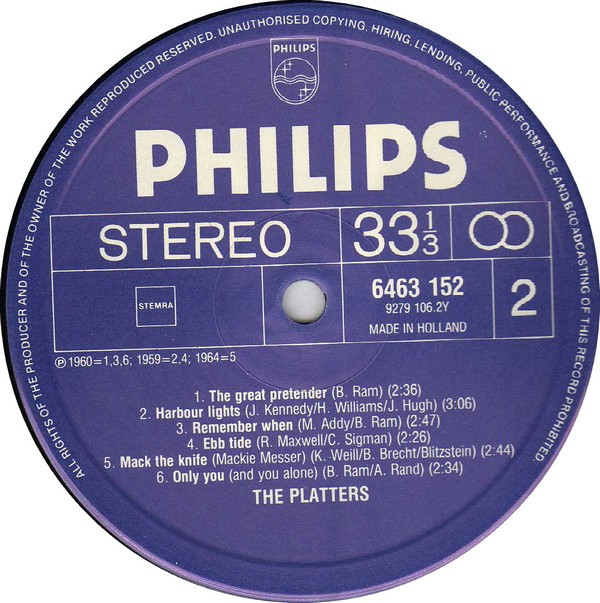 ALL RIGHTS OF THE PRODUCER AND OF THE OWNER OF THE WORK REPRODUCED RESERVED. UNAUTHORISED COPYING, HIRING, LENDING, PUBLIC PERFORMANCE AND BROADCASTING OF THIS RECORD PROHIBITED.
PHILIPS
PHILIPS
STEREO 33 1/3
STEMRA
6463 152
9279 106.2Y
MADE IN HOLLAND
2
℗ 1960=1,3,6; 1959=2,4; 1964=5
1. The great pretender (B. Ram) (2:36)
2. Harbour lights (J. Kennedy/H. Williams/J. Hugh) (3:06)
3. Remember when (M. Addy/B. Ram) (2:47)
4. Ebb tide (R. Maxwell/C. Sigman) (2:26)
5. Mack the knife (Mackie Messer) (K. Weill/B. Brecht/Blitzstein) (2:44)
6. Only you (and you alone) (B. Ram/A. Rand) (2:34)
THE PLATTERS